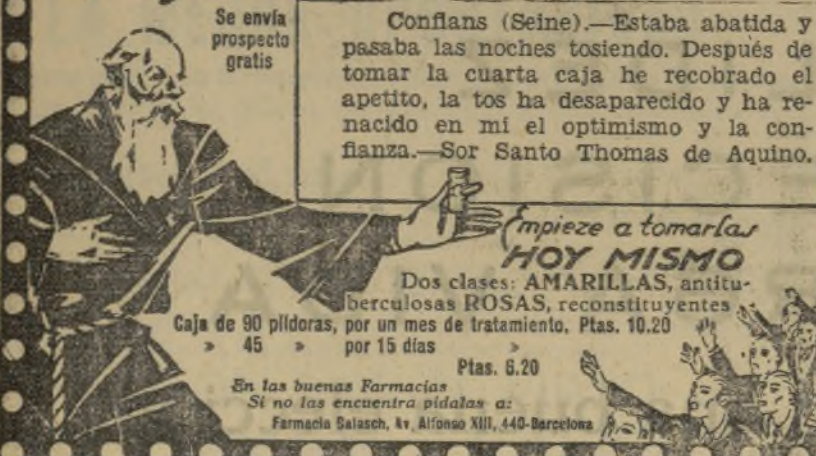 Se envía
prospecto
gratis
Conflans (Seine).—Estaba abatida y
pasaba las noches tosiendo. Después de
tomar la cuarta caja he recobrado el
apetito, la tos ha desaparecido y ha re-
nacido en mi el optimismo y la con-
fianza.—Sor Santo Thomas de Aquino.
Empieze a tomarlas
HOY MISMO
Dos clases: AMARILLAS, antitu-
berculosas ROSAS, reconstituyentes
Caja de 90 píldoras, por un mes de tratamiento, Ptas. 10.20
» 45 » por 15 días »
Ptas. 6.20
En las buenas Farmacias
Si no las encuentra pídalas a:
Farmacia Salasch, Av. Alfonso XIII, 440-Barcelona